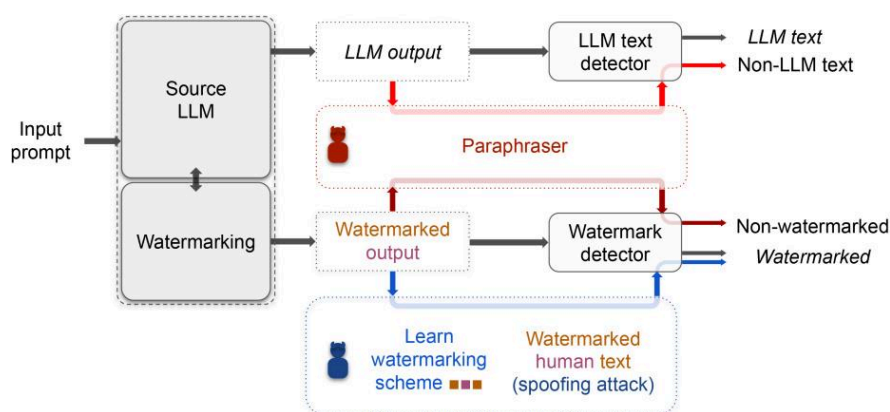 Input
prompt
Source
LLM
Watermarking
LLM output
LLM text
detector
LLM text
Non-LLM text
Paraphraser
Watermarked
output
Watermark
detector
Non-watermarked
Watermarked
Learn
watermarking
scheme
Watermarked
human text
(spoofing attack)